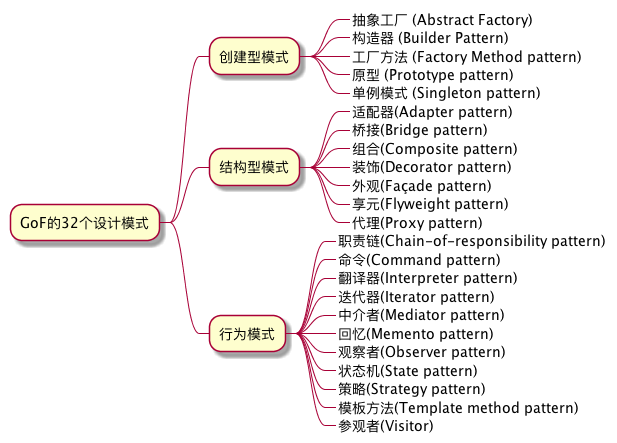 GoF的32个设计模式
创建型模式
抽象工厂 (Abstract Factory)
构造器 (Builder Pattern)
工厂方法 (Factory Method pattern)
原型 (Prototype pattern)
单例模式 (Singleton pattern)
结构型模式
适配器(Adapter pattern)
桥接(Bridge pattern)
组合(Composite pattern)
装饰(Decorator pattern)
外观(Façade pattern)
享元(Flyweight pattern)
代理(Proxy pattern)
行为模式
职责链(Chain-of-responsibility pattern)
命令(Command pattern)
翻译器(Interpreter pattern)
迭代器(Iterator pattern)
中介者(Mediator pattern)
回忆(Memento pattern)
观察者(Observer pattern)
状态机(State pattern)
策略(Strategy pattern)
模板方法(Template method pattern)
参观者(Visitor)